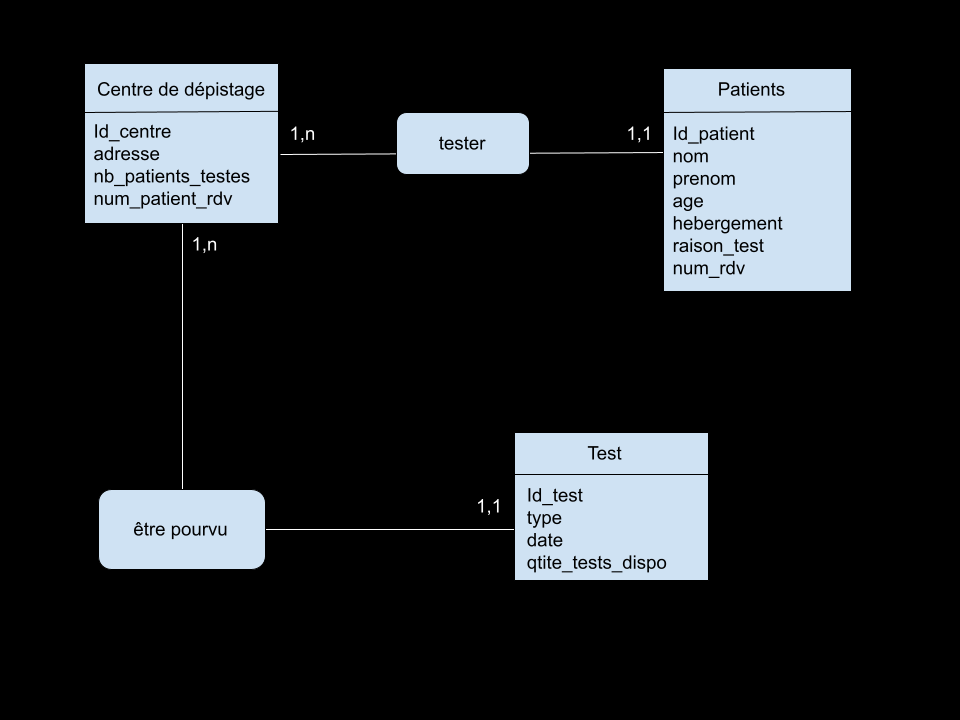 Centre de dépistage
Id_centre
adresse
nb_patients_testes
num_patient_rdv
1,n
tester
1,1
Patients
Id_patient
nom
prenom
age
hebergement
raison_test
num_rdv
1,n
être pourvu
1,1
Test
Id_test
type
date
qtite_tests_dispo